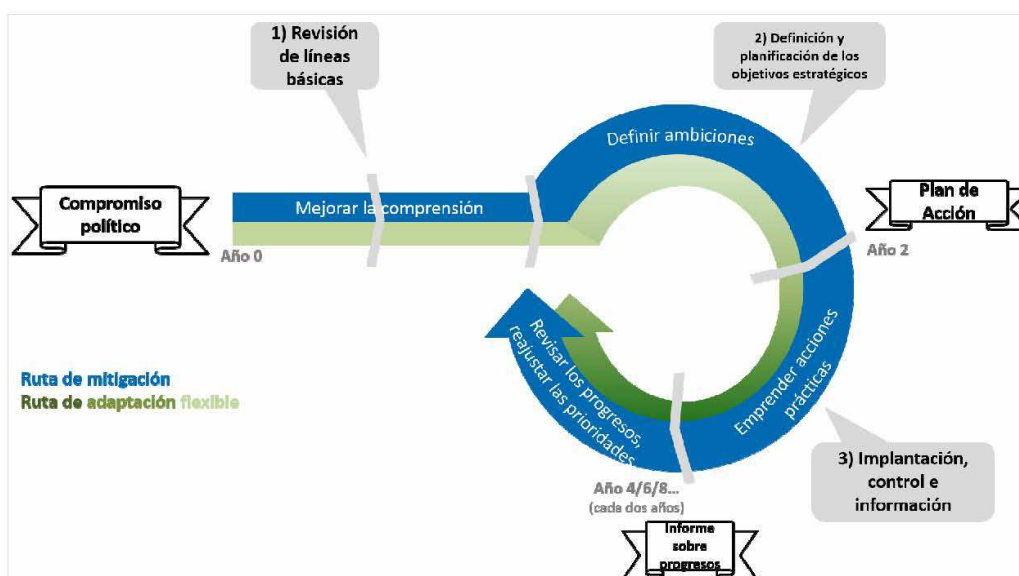 1) Revisión
de líneas
básicas
2) Definición y
planificación de los
objetivos estratégicos
Definir ambiciones
Compromiso
político
Mejorar la comprensión
Plan de
Acción
Año 0
Año 2
Revisar los progresos,
reajustar las prioridades
Emprender acciones
prácticas
Ruta de mitigación
Ruta de adaptación flexible
3) Implantación,
control e
información
Año 4/6/8...
(cada dos años)
Informe
sobre
progresos